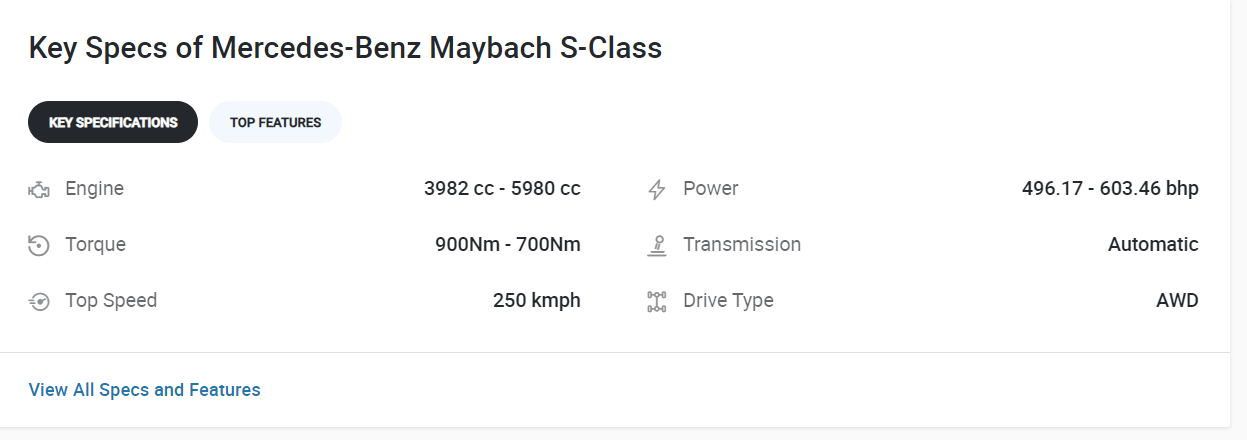 Key Specs of Mercedes-Benz Maybach S-Class
KEY SPECIFICATIONS TOP FEATURES
Engine 3982 cc - 5980 cc Power 496.17 - 603.46 bhp
Torque 900Nm - 700Nm Transmission Automatic
Top Speed 250 kmph Drive Type AWD
View All Specs and Features